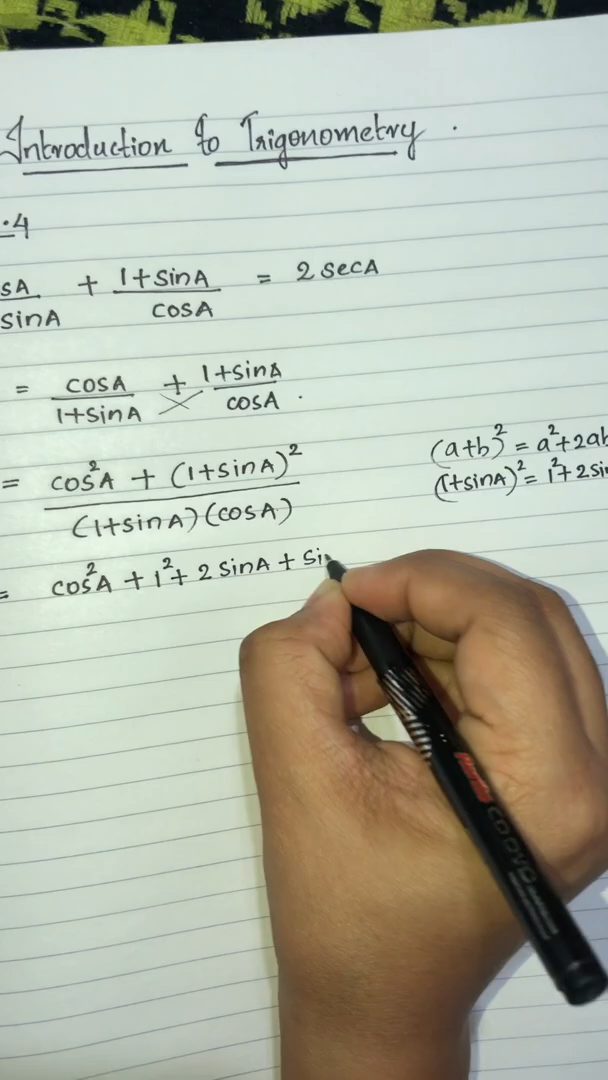 Introduction to Trigonometry.
.4
sA/sinA + 1+sinA/cosA = 2 secA
= cosA/1+sinA + 1+sinA/cosA.
= cos²A + (1+sinA)²/(1+sinA)(cosA)
(a+b)² = a²+2ab
(1+sinA)² = 1²+2sin
= cos²A + 1² + 2 sinA + si